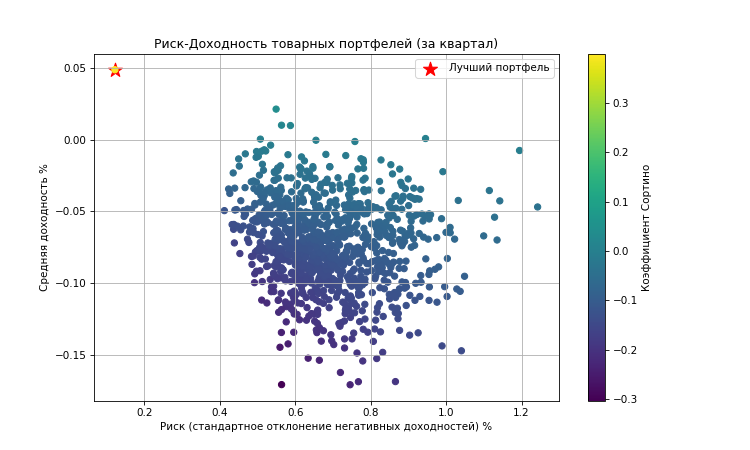 Риск-Доходность товарных портфелей (за квартал)
Лучший портфель
Средняя доходность %
0.05
0.00
−0.05
−0.10
−0.15
0.2 0.4 0.6 0.8 1.0 1.2
Риск (стандартное отклонение негативных доходностей) %
0.3
0.2
0.1
0.0
−0.1
−0.2
−0.3
Коэффициент Сортино